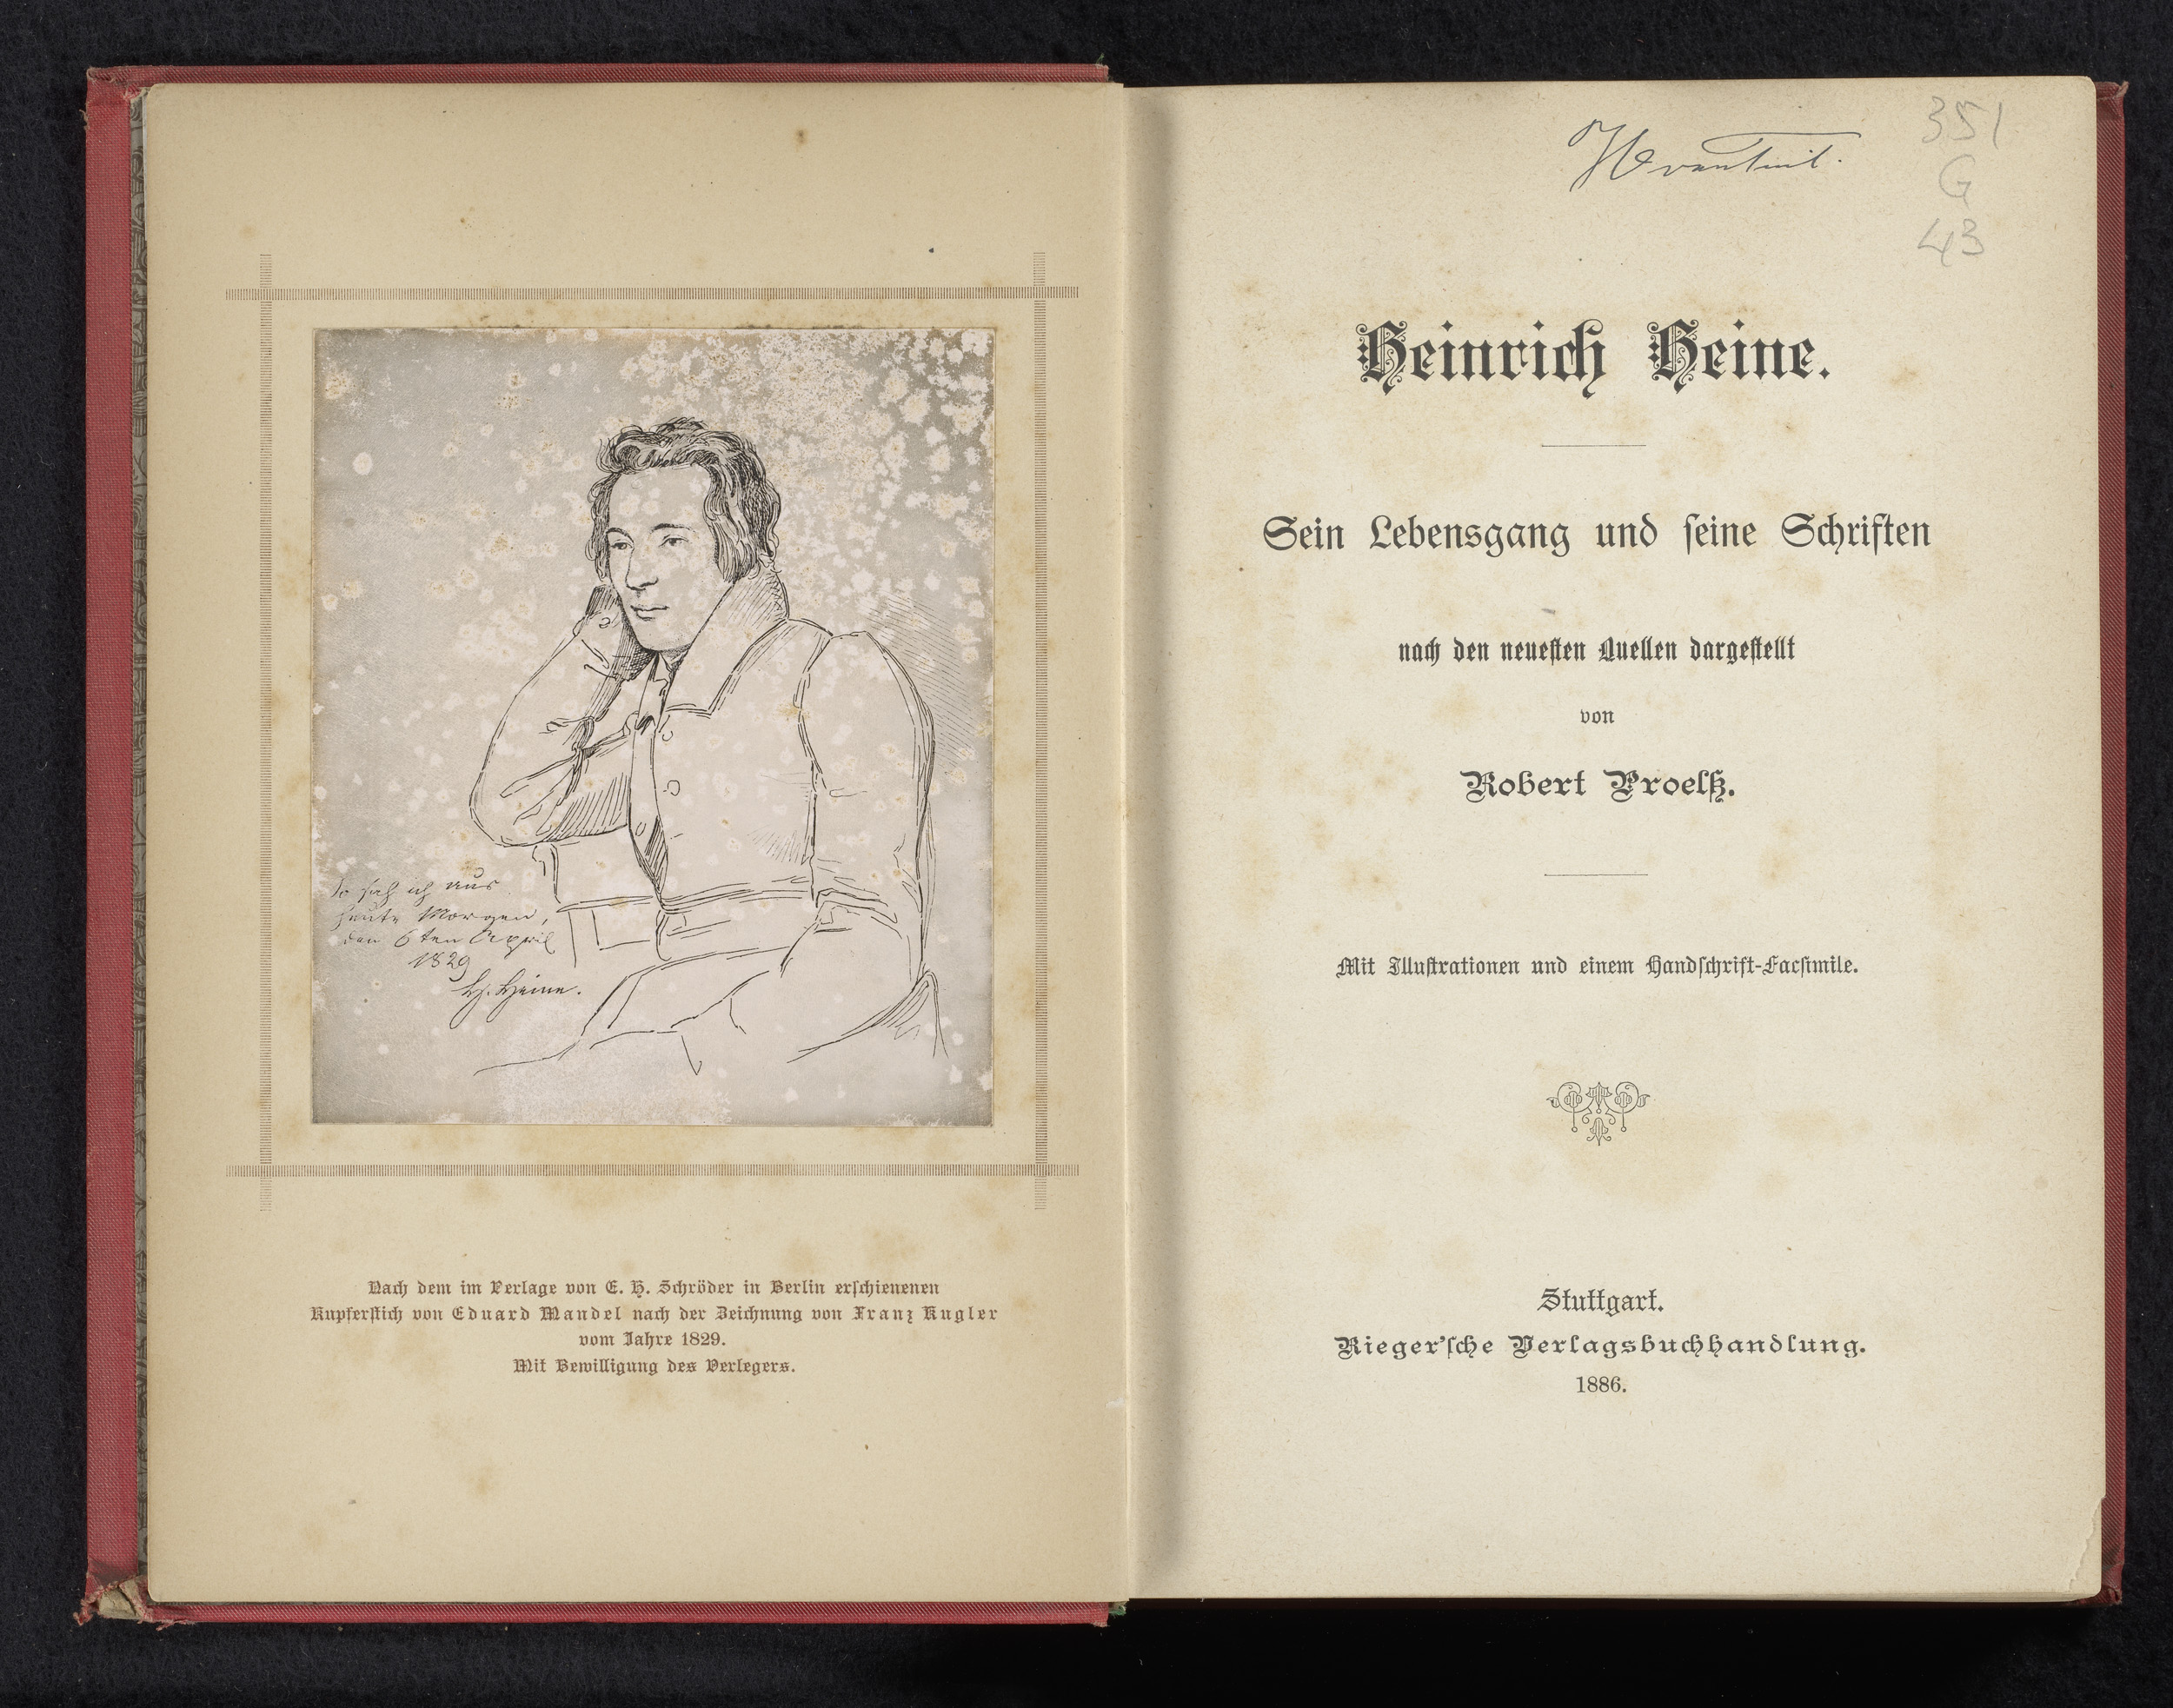 So sah ich aus
heute Morgen,
den 6ten April
1829
H. Heine.
Nach dem im Verlage von E. H. Schröder in Berlin erschienenen
Kupferstich von Eduard Mandel nach der Zeichnung von Franz Kugler
vom Jahre 1829.
Mit Bewilligung des Verlegers.
351
G
43
Heinrich Heine.
Sein Lebensgang und ſeine Schriften
nach den neueſten Quellen dargeſtellt
von
Robert Proelß.
Mit Illuſtrationen und einem Handſchrift-Facſimile.
Stuttgart.
Rieger'ſche Verlagsbuchhandlung.
1886.